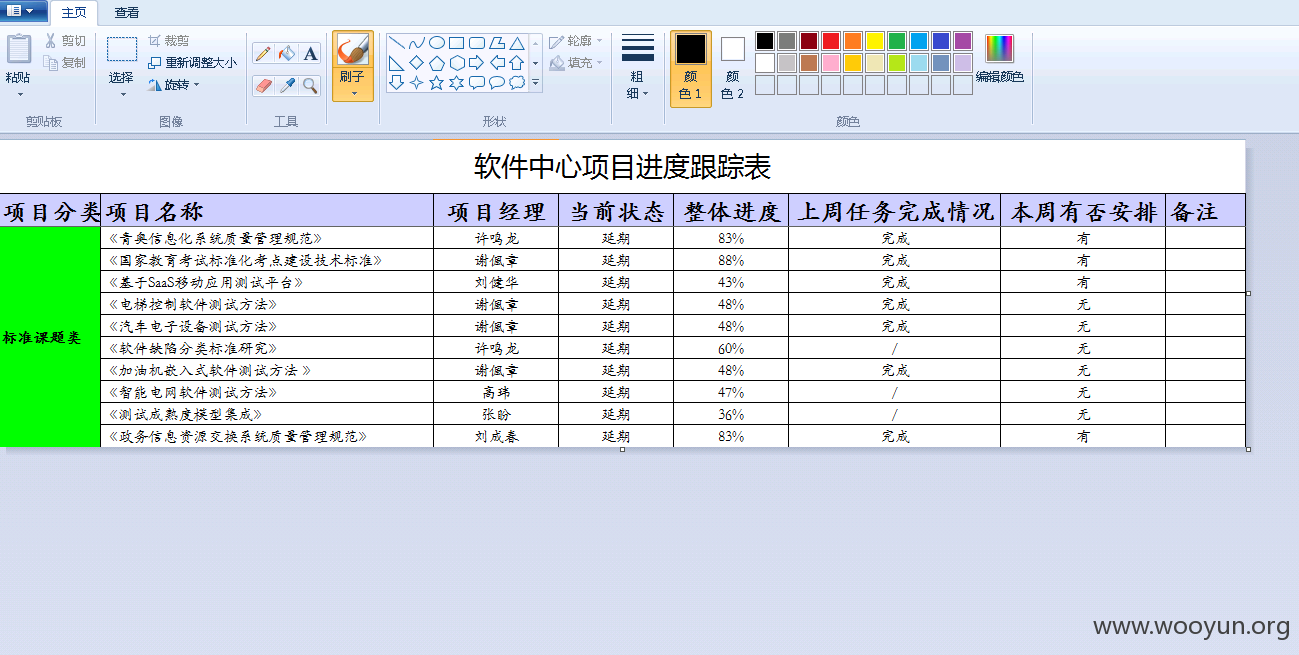 主页 查看
剪切 裁剪 轮廓
复制 重新调整大小 填充
粘贴 选择 旋转 A 刷子 粗细 颜色 1 颜色 2 编辑颜色
剪贴板 图像 工具 形状 颜色
软件中心项目进度跟踪表
项目分类 项目名称 项目经理 当前状态 整体进度 上周任务完成情况 本周有否安排 备注
标准课题类
《青奥信息化系统质量管理规范》 许鸣龙 延期 83% 完成 有
《国家教育考试标准化考点建设技术标准》 谢佩章 延期 88% 完成 有
《基于SaaS移动应用测试平台》 刘健华 延期 43% 完成 有
《电梯控制软件测试方法》 谢佩章 延期 48% 完成 无
《汽车电子设备测试方法》 谢佩章 延期 48% 完成 无
《软件缺陷分类标准研究》 许鸣龙 延期 60% / 无
《加油机嵌入式软件测试方法 》 谢佩章 延期 48% 完成 无
《智能电网软件测试方法》 高玮 延期 47% / 无
《测试成熟度模型集成》 张盼 延期 36% / 无
《政务信息资源交换系统质量管理规范》 刘成春 延期 83% 完成 有
www.wooyun.org